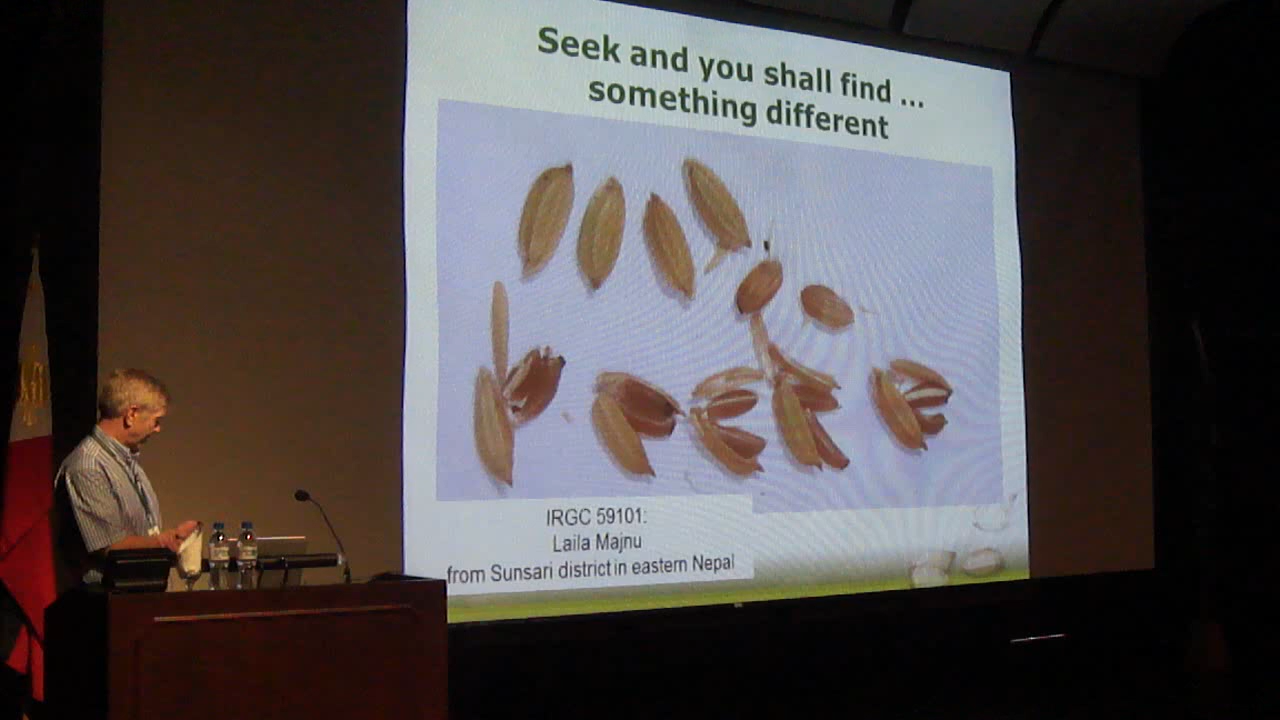 Seek and you shall find ...
something different
IRGC 59101:
Laila Majnu
from Sunsari district in eastern Nepal